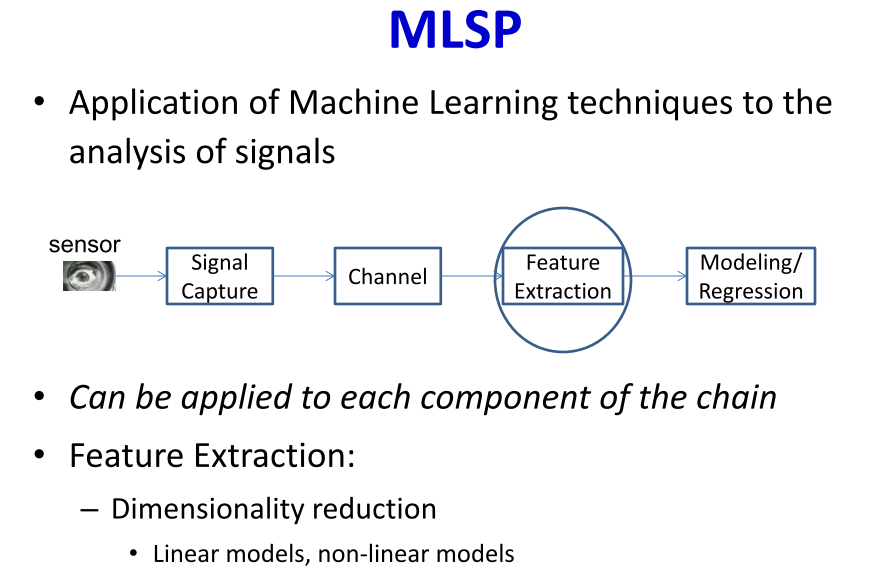 MLSP
• Application of Machine Learning techniques to the
analysis of signals
sensor
Signal
Capture
Channel
Feature
Extraction
Modeling/
Regression
• Can be applied to each component of the chain
• Feature Extraction:
– Dimensionality reduction
• Linear models, non-linear models